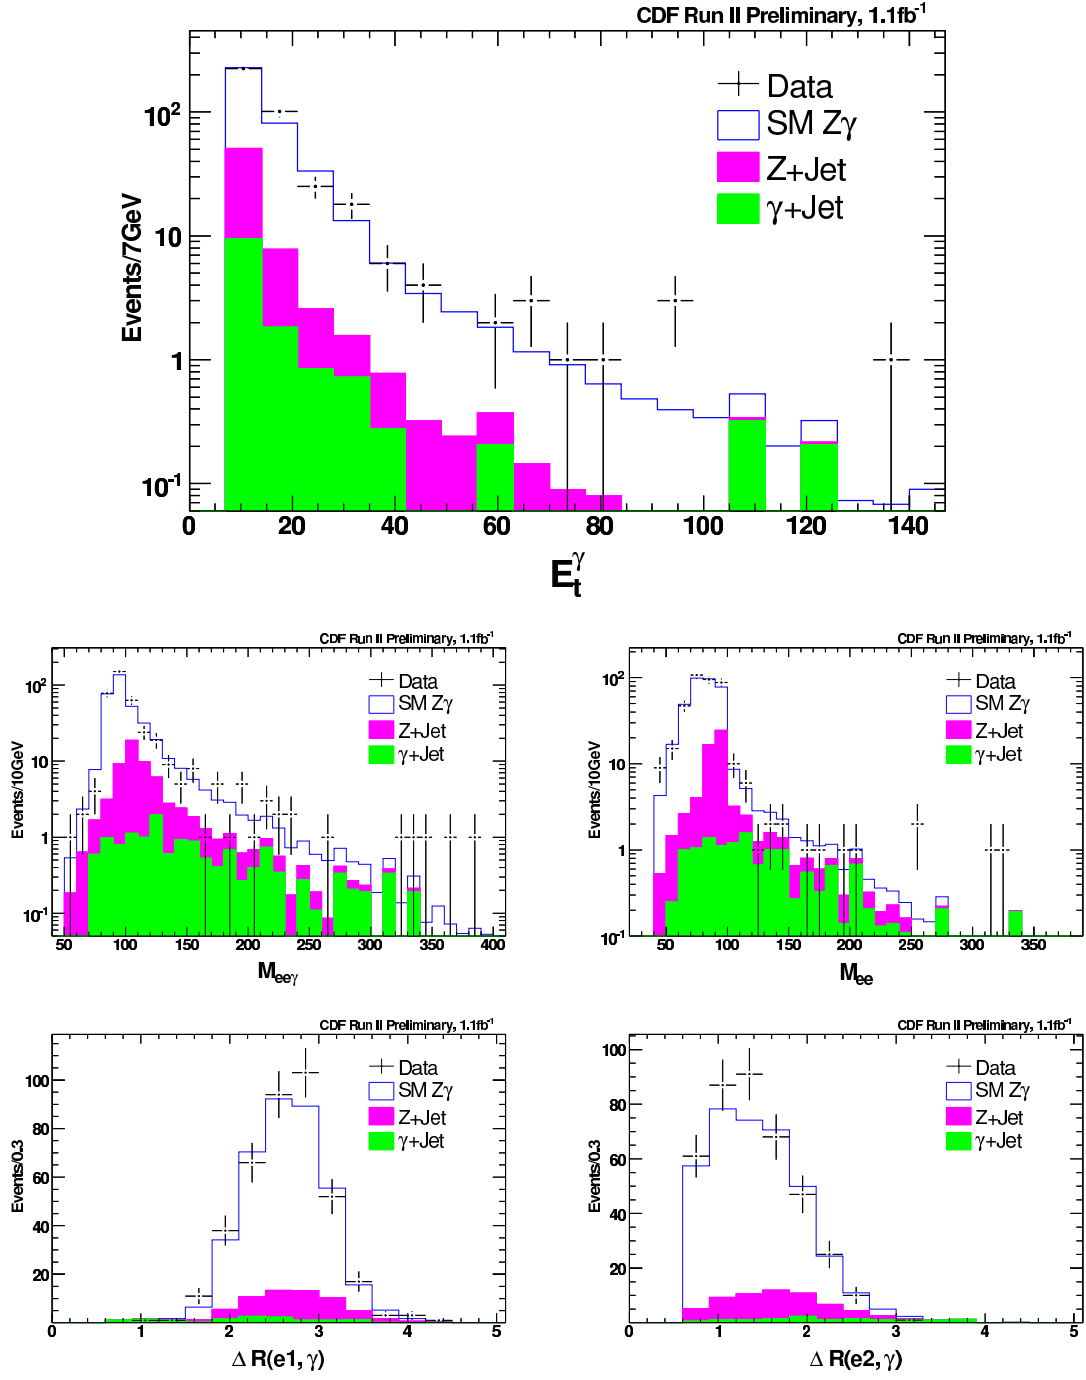 CDF Run II Preliminary, 1.1fb⁻¹
Events/7GeV
10²
10
1
10⁻¹
Data
SM Zγ
Z+Jet
γ+Jet
0 20 40 60 80 100 120 140
E_t^γ
CDF Run II Preliminary, 1.1fb⁻¹
Events/10GeV
10²
10
1
10⁻¹
Data
SM Zγ
Z+Jet
γ+Jet
50 100 150 200 250 300 350 400
M_eeγ
CDF Run II Preliminary, 1.1fb⁻¹
Events/10GeV
10²
10
1
10⁻¹
Data
SM Zγ
Z+Jet
γ+Jet
50 100 150 200 250 300 350
M_ee
CDF Run II Preliminary, 1.1fb⁻¹
Events/0.3
100
80
60
40
20
Data
SM Zγ
Z+Jet
γ+Jet
0 1 2 3 4 5
Δ R(e1, γ)
CDF Run II Preliminary, 1.1fb⁻¹
Events/0.3
100
80
60
40
20
0
Data
SM Zγ
Z+Jet
γ+Jet
0 1 2 3 4 5
Δ R(e2, γ)